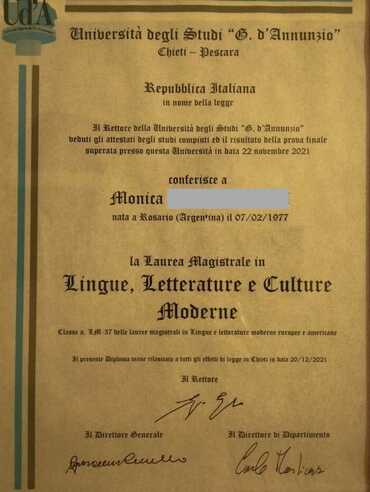 Ud'A
Università degli Studi "G. d'Annunzio"
Chieti - Pescara
Repubblica Italiana
in nome della legge
Il Rettore della Università degli Studi "G. d'Annunzio"
veduti gli attestati degli studi compiuti ed il risultato della prova finale
superata presso questa Università in data 22 novembre 2021
conferisce a
Monica
nata a Rosario (Argentina) il 07/02/1977
la Laurea Magistrale in
Lingue, Letterature e Culture
Moderne
Classe n. LM-37 delle lauree magistrali in Lingue e letterature moderne europee e americane
Il presente Diploma viene rilasciato a tutti gli effetti di legge in Chieti in data 20/12/2021
Il Rettore
Il Direttore Generale
Il Direttore di Dipartimento